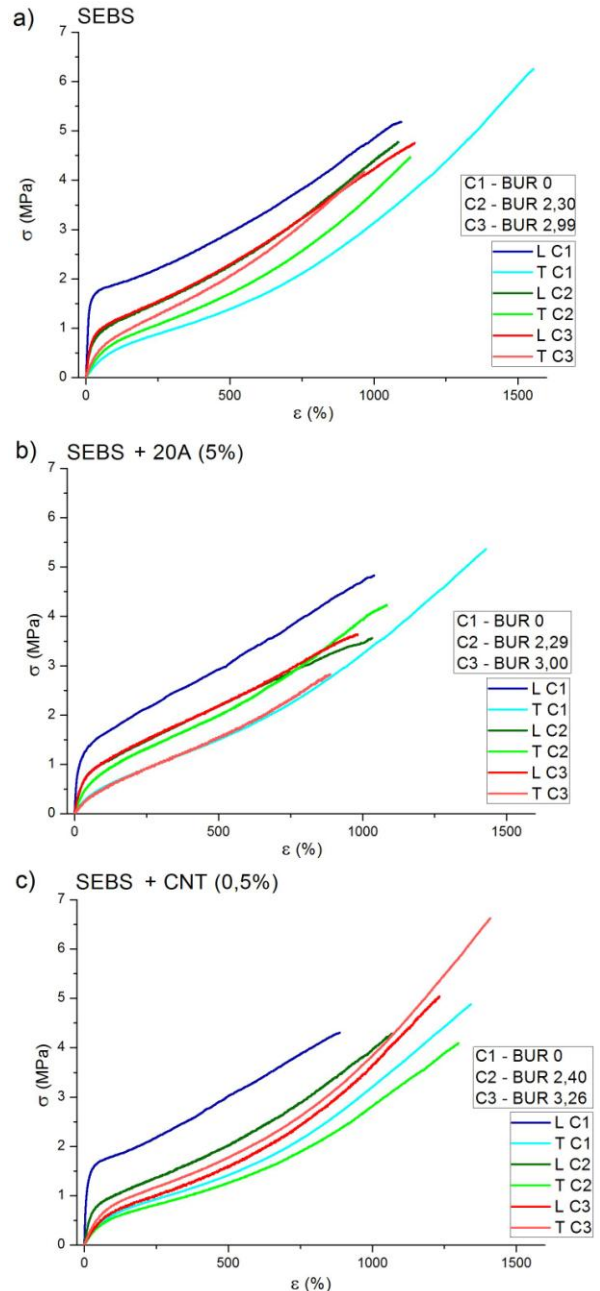 a) SEBS
7
6
5
4
3
2
1
0
σ (MPa)
C1 - BUR 0
C2 - BUR 2,30
C3 - BUR 2,99
L C1
T C1
L C2
T C2
L C3
T C3
0 500 1000 1500
ε (%)
b) SEBS + 20A (5%)
7
6
5
4
3
2
1
0
σ (MPa)
C1 - BUR 0
C2 - BUR 2,29
C3 - BUR 3,00
L C1
T C1
L C2
T C2
L C3
T C3
0 500 1000 1500
ε (%)
c) SEBS + CNT (0,5%)
7
6
5
4
3
2
1
0
σ (MPa)
C1 - BUR 0
C2 - BUR 2,40
C3 - BUR 3,26
L C1
T C1
L C2
T C2
L C3
T C3
0 500 1000 1500
ε (%)